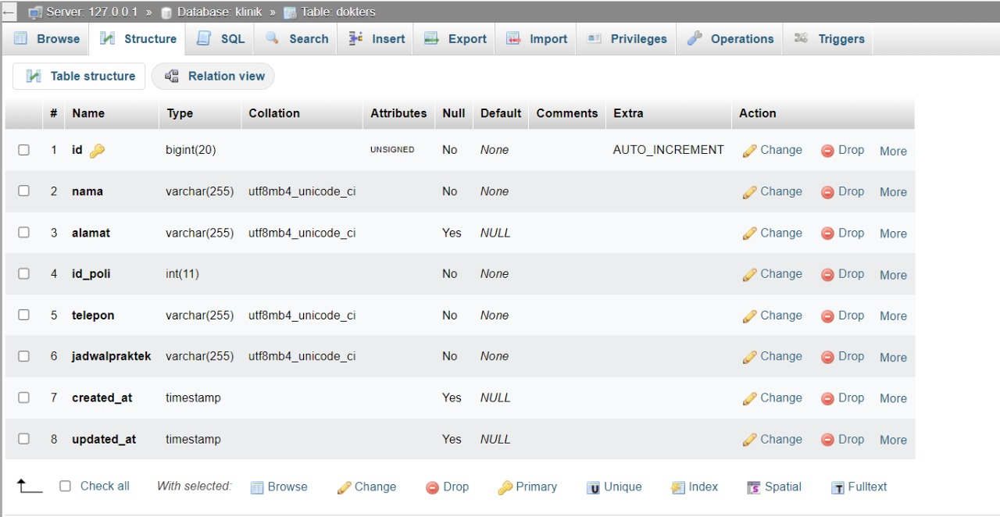 ← Server: 127.0.0.1 » Database: klinik » Table: dokters
Browse Structure SQL Search Insert Export Import Privileges Operations Triggers
Table structure Relation view
# Name Type Collation Attributes Null Default Comments Extra Action
1 id bigint(20) UNSIGNED No None AUTO_INCREMENT Change Drop More
2 nama varchar(255) utf8mb4_unicode_ci No None Change Drop More
3 alamat varchar(255) utf8mb4_unicode_ci Yes NULL Change Drop More
4 id_poli int(11) No None Change Drop More
5 telepon varchar(255) utf8mb4_unicode_ci No None Change Drop More
6 jadwalpraktek varchar(255) utf8mb4_unicode_ci No None Change Drop More
7 created_at timestamp Yes NULL Change Drop More
8 updated_at timestamp Yes NULL Change Drop More
Check all With selected: Browse Change Drop Primary Unique Index Spatial Fulltext